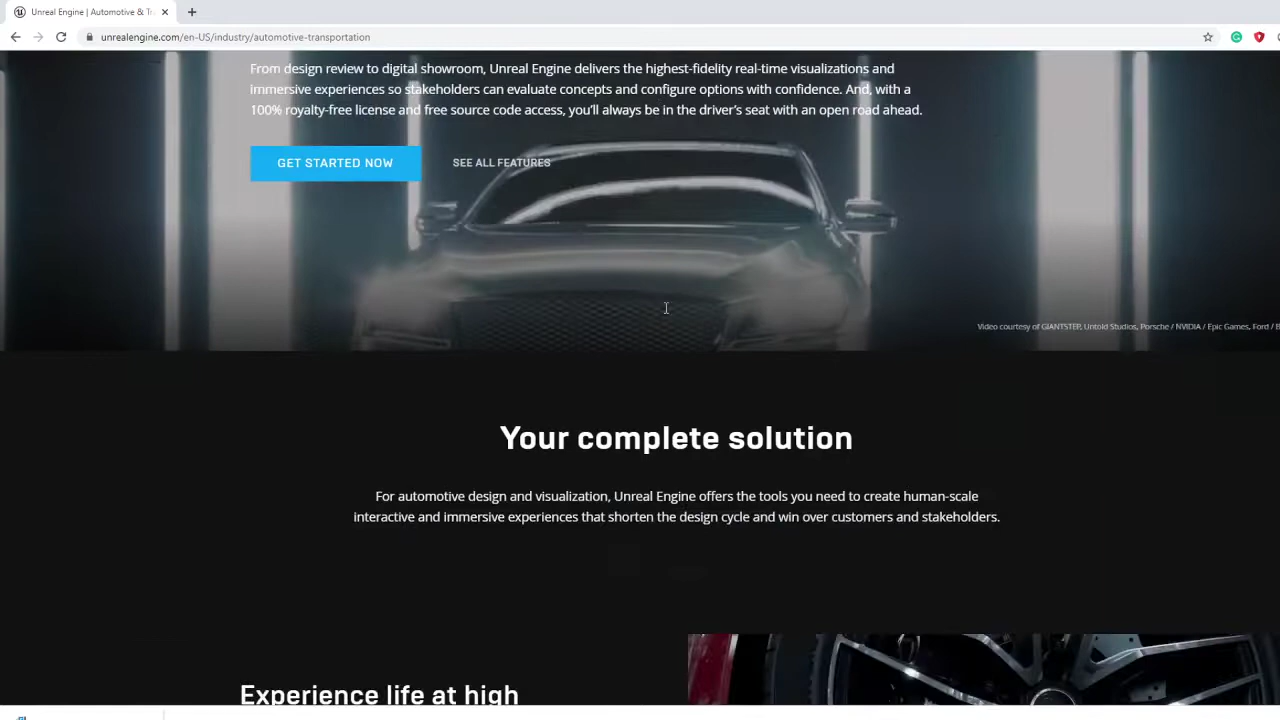 Unreal Engine | Automotive & Tr
unrealengine.com/en-US/industry/automotive-transportation
From design review to digital showroom, Unreal Engine delivers the highest-fidelity real-time visualizations and
immersive experiences so stakeholders can evaluate concepts and configure options with confidence. And, with a
100% royalty-free license and free source code access, you'll always be in the driver's seat with an open road ahead.
GET STARTED NOW
SEE ALL FEATURES
Video courtesy of GIANTSTEP, Untold Studios, Porsche / NVIDIA / Epic Games, Ford / B
Your complete solution
For automotive design and visualization, Unreal Engine offers the tools you need to create human-scale
interactive and immersive experiences that shorten the design cycle and win over customers and stakeholders.
Experience life at high